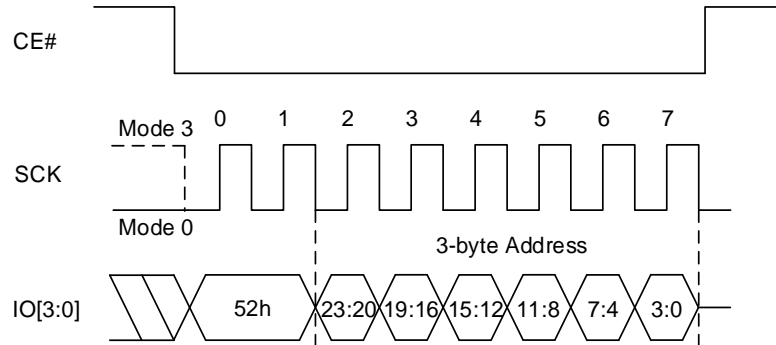 CE#
Mode 3 0 1 2 3 4 5 6 7
SCK
Mode 0
3-byte Address
IO[3:0] 52h 23:20 19:16 15:12 11:8 7:4 3:0